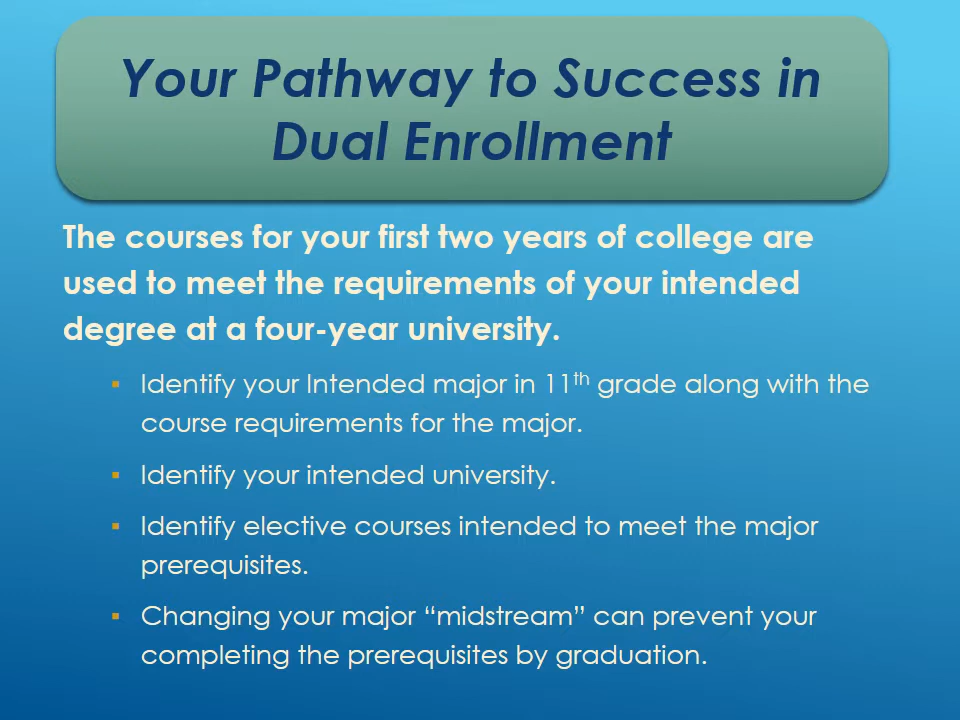 Your Pathway to Success in
Dual Enrollment
The courses for your first two years of college are
used to meet the requirements of your intended
degree at a four-year university.
▪ Identify your Intended major in 11th grade along with the
course requirements for the major.
▪ Identify your intended university.
▪ Identify elective courses intended to meet the major
prerequisites.
▪ Changing your major “midstream” can prevent your
completing the prerequisites by graduation.